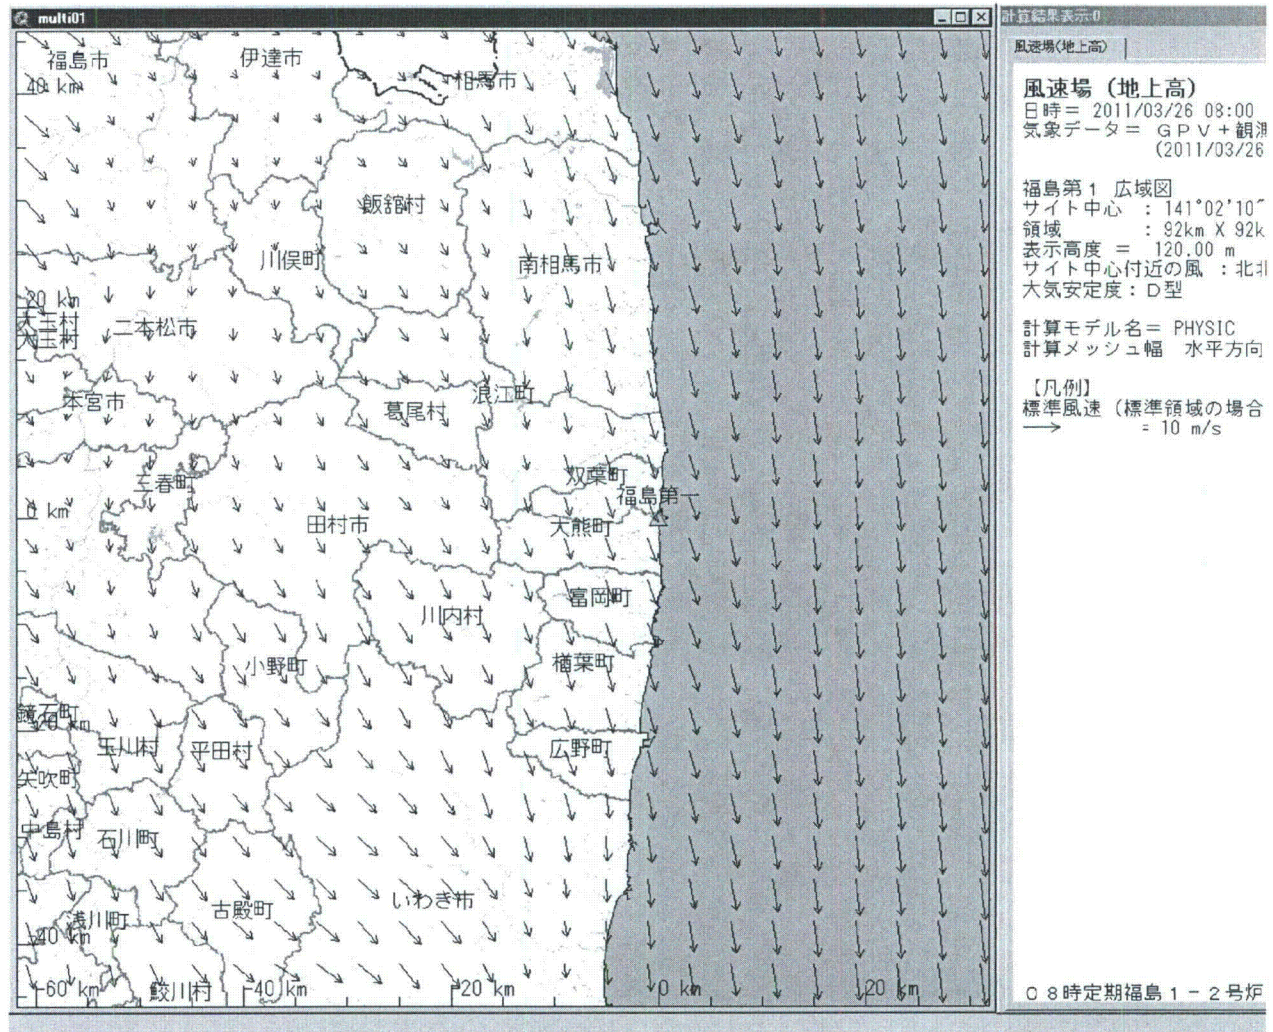 multi01
福島市
伊達市
相馬市
40 km
飯舘村
川俣町
南相馬市
20 km
大玉村
大玉村
二本松市
本宮市
浪江町
葛尾村
三春町
双葉町
福島第一
0 km
田村市
大熊町
富岡町
川内村
小野町
楢葉町
鏡石町
-20 km
玉川村
平田村
広野町
矢吹町
中島村
石川町
いわき市
古殿町
浅川町
-40 km
-60 km
鮫川村
-40 km
-20 km
0 km
20 km
計算結果表示:0
風速場(地上高)
風速場（地上高）
日時＝ 2011/03/26 08:00
気象データ＝ ＧＰＶ＋観測
(2011/03/26
福島第１ 広域図
サイト中心 ：141°02'10"
領域 ：92km X 92k
表示高度 ＝ 120.00 m
サイト中心付近の風 ：北北
大気安定度：Ｄ型
計算モデル名＝ PHYSIC
計算メッシュ幅 水平方向
【凡例】
標準風速（標準領域の場合
= 10 m/s
０８時定期福島１－２号炉